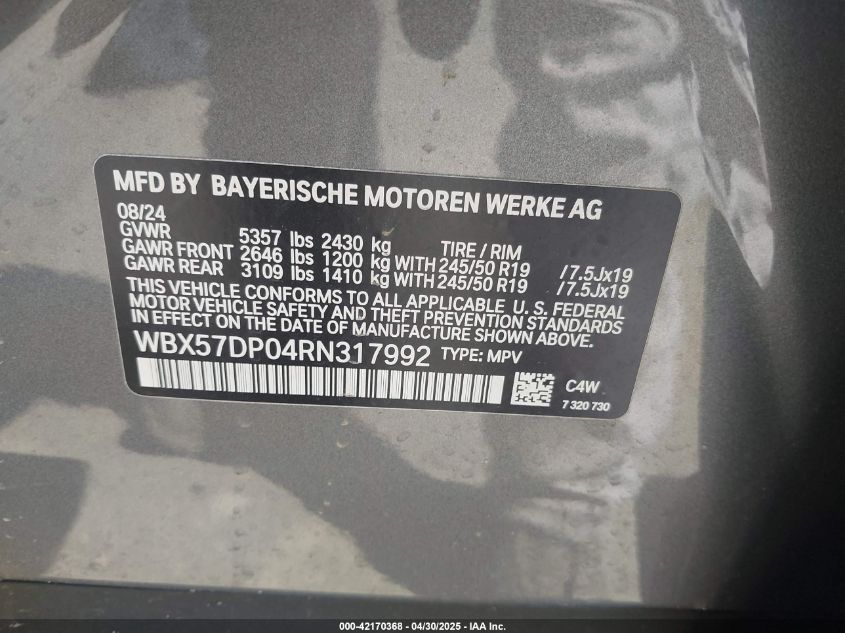 MFD BY BAYERISCHE MOTOREN WERKE AG
08/24
GVWR 5357 lbs 2430 kg TIRE / RIM
GAWR FRONT 2646 lbs 1200 kg WITH 245/50 R19 /7.5Jx19
GAWR REAR 3109 lbs 1410 kg WITH 245/50 R19 /7.5Jx19
THIS VEHICLE CONFORMS TO ALL APPLICABLE U. S. FEDERAL
MOTOR VEHICLE SAFETY AND THEFT PREVENTION STANDARDS
IN EFFECT ON THE DATE OF MANUFACTURE SHOWN ABOVE.
WBX57DP04RN317992 TYPE: MPV
C4W
7 320 730
000-42170368 - 04/30/2025 - IAA Inc.